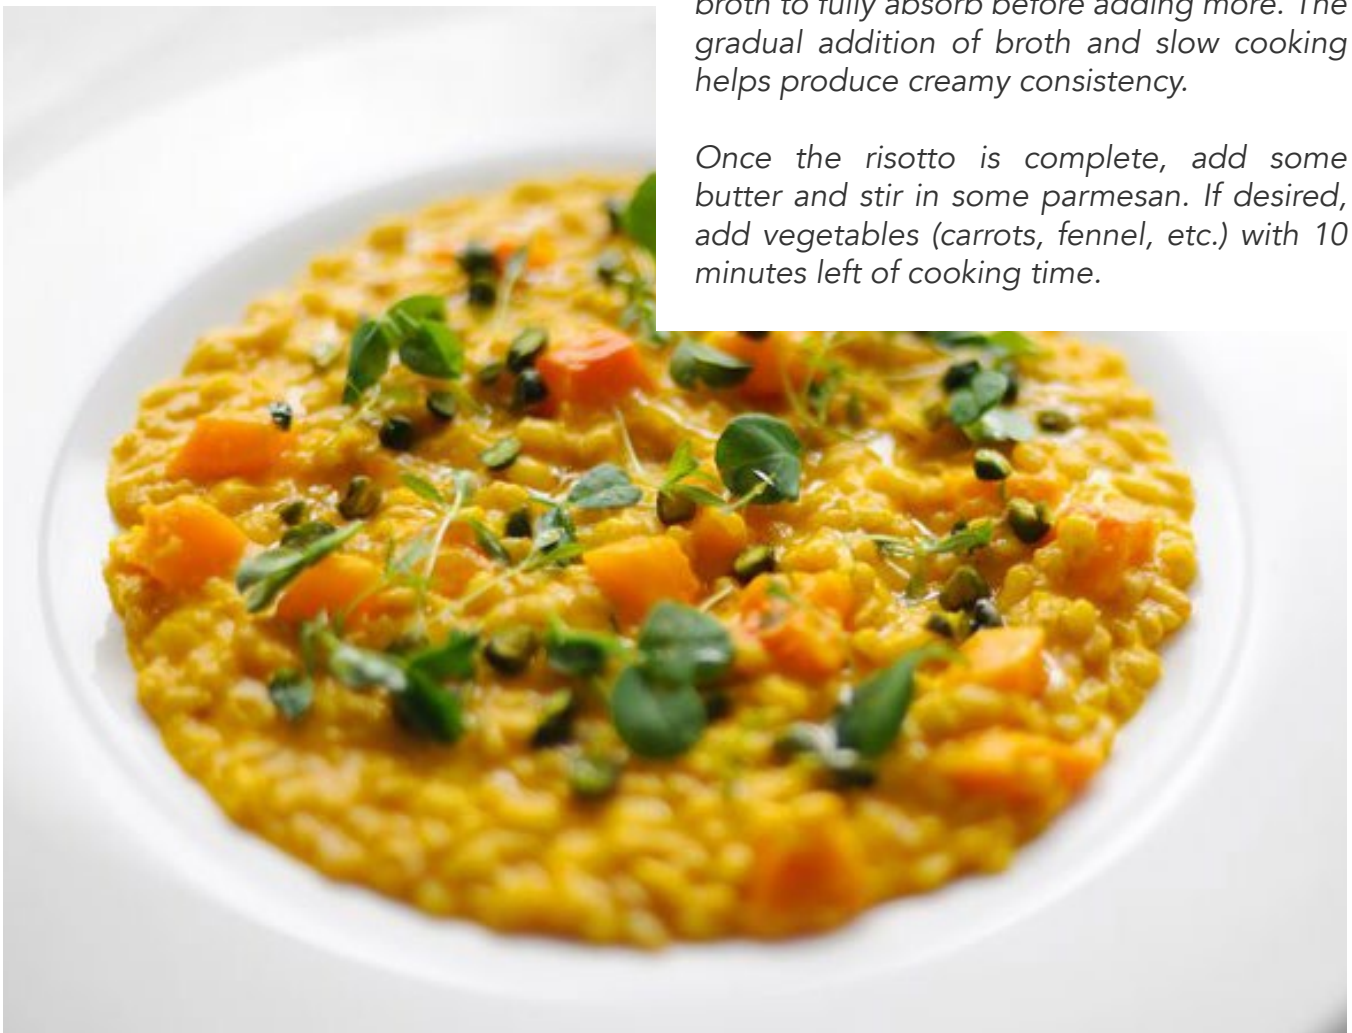 broth to fully absorb before adding more. The
gradual addition of broth and slow cooking
helps produce creamy consistency.
Once the risotto is complete, add some
butter and stir in some parmesan. If desired,
add vegetables (carrots, fennel, etc.) with 10
minutes left of cooking time.